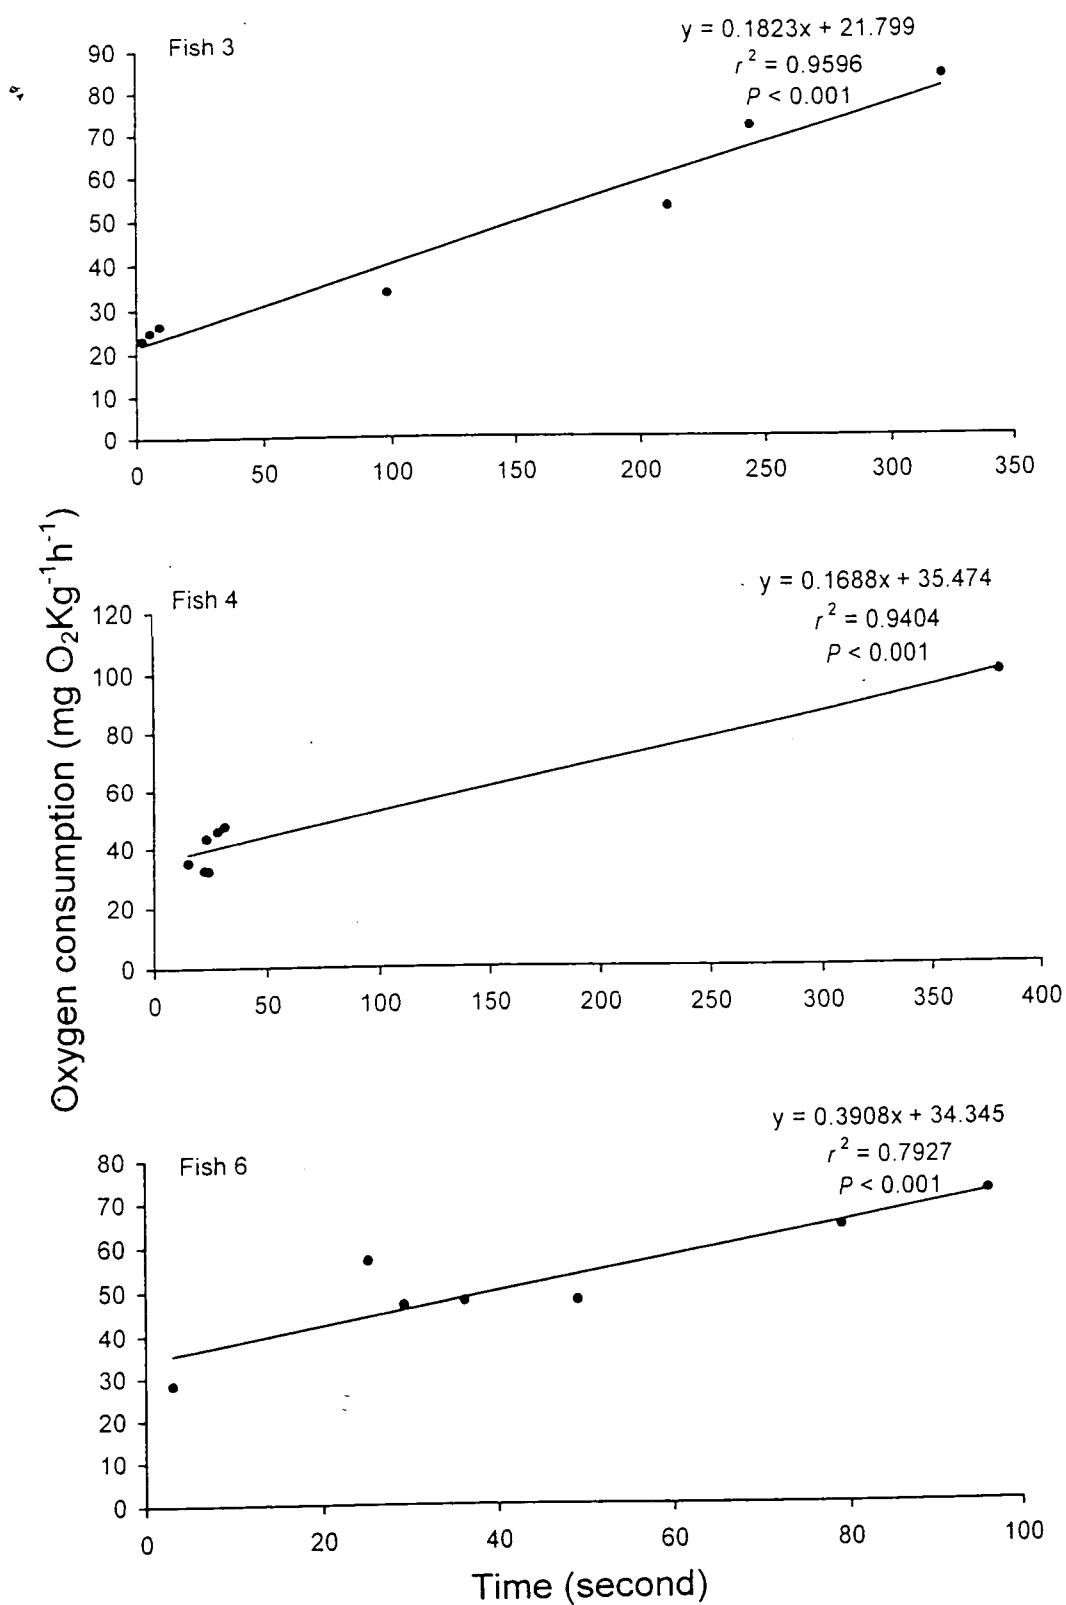 Fish 3
y = 0.1823x + 21.799
r² = 0.9596
P < 0.001
90
80
70
60
50
40
30
20
10
0
0 50 100 150 200 250 300 350
Oxygen consumption (mg O₂Kg⁻¹h⁻¹)
Fish 4
y = 0.1688x + 35.474
r² = 0.9404
P < 0.001
120
100
80
60
40
20
0
0 50 100 150 200 250 300 350 400
Fish 6
y = 0.3908x + 34.345
r² = 0.7927
P < 0.001
80
70
60
50
40
30
20
10
0
0 20 40 60 80 100
Time (second)